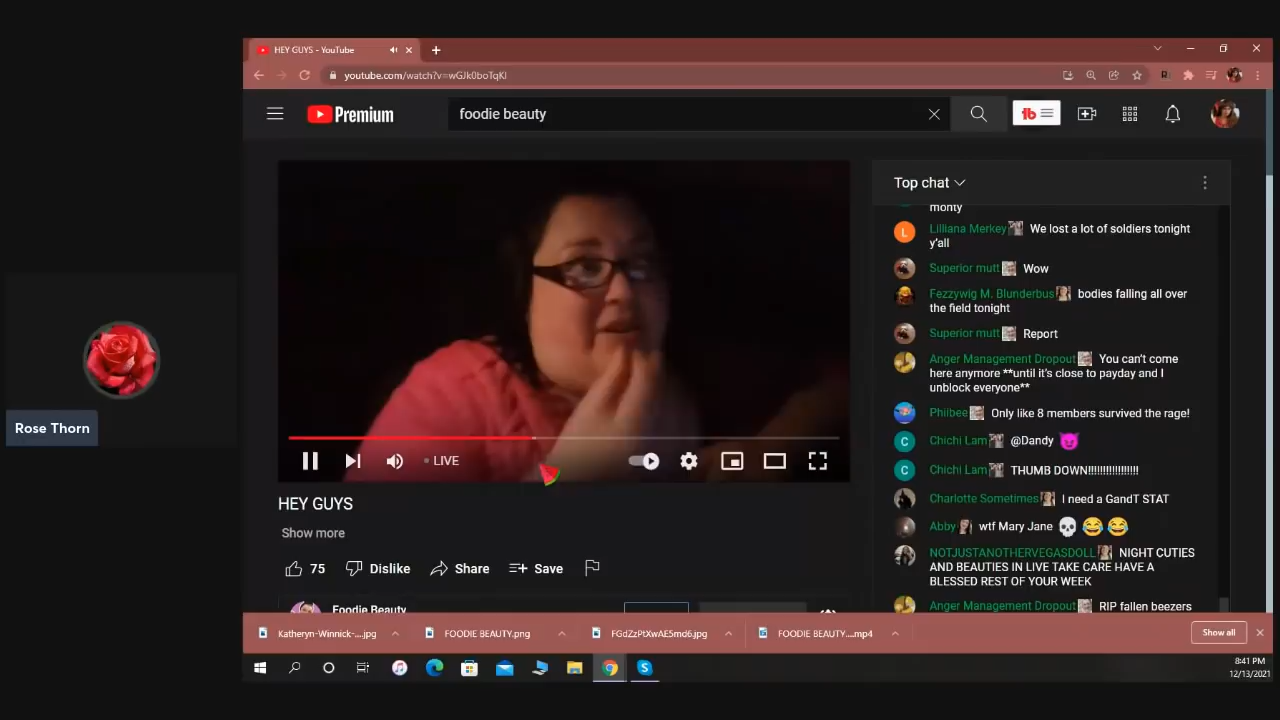 HEY GUYS - YouTube
youtube.com/watch?v=wGJk0boTqKI
Premium
foodie beauty
Top chat
monty
Lilliana Merkey We lost a lot of soldiers tonight
y'all
Superior mutt Wow
Fezzywig M. Blunderbus bodies falling all over
the field tonight
Superior mutt Report
Anger Management Dropout You can't come
here anymore **until it's close to payday and I
unblock everyone**
Phiibee Only like 8 members survived the rage!
Chichi Lam @Dandy
Chichi Lam THUMB DOWN!!!!!!!!!!!!!!!!!
Charlotte Sometimes I need a GandT STAT
Abby wtf Mary Jane
NOTJUSTANOTHERVEGASDOLL NIGHT CUTIES
AND BEAUTIES IN LIVE TAKE CARE HAVE A
BLESSED REST OF YOUR WEEK
Anger Management Dropout RIP fallen beezers
Rose Thorn
LIVE
HEY GUYS
Show more
75 Dislike Share Save
Foodie Beauty
Katheryn-Winnick-....jpg FOODIE BEAUTY.png FGdZzPtXwAE5md6.jpg FOODIE BEAUTY....mp4 Show all
8:41 PM
12/13/2021